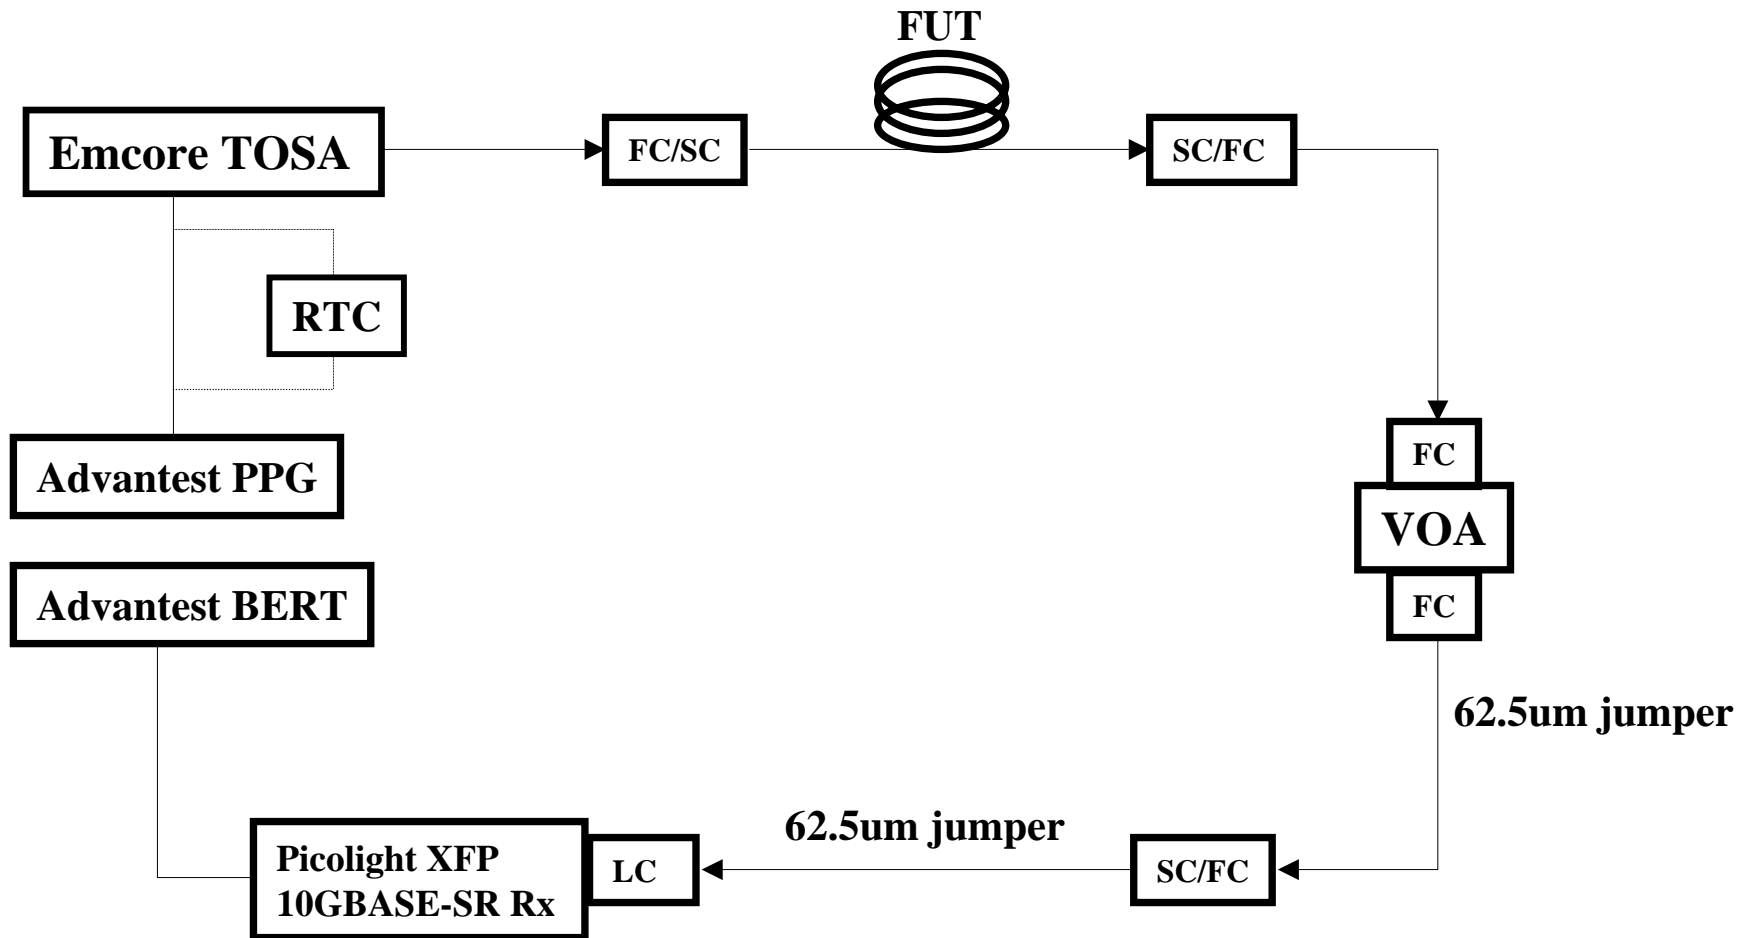 FUT
Emcore TOSA
FC/SC
SC/FC
RTC
FC
Advantest PPG
VOA
Advantest BERT
FC
62.5um jumper
62.5um jumper
Picolight XFP
10GBASE-SR Rx
LC
SC/FC